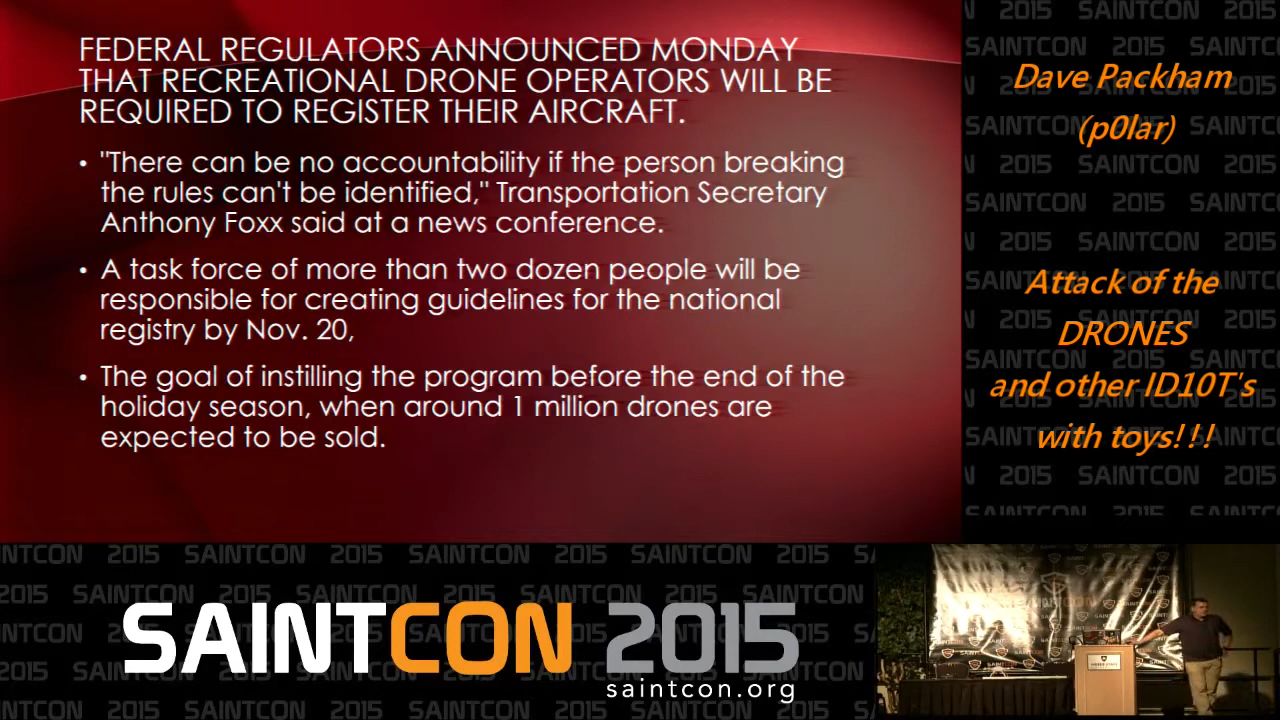 FEDERAL REGULATORS ANNOUNCED MONDAY
THAT RECREATIONAL DRONE OPERATORS WILL BE
REQUIRED TO REGISTER THEIR AIRCRAFT.
• "There can be no accountability if the person breaking
the rules can't be identified," Transportation Secretary
Anthony Foxx said at a news conference.
• A task force of more than two dozen people will be
responsible for creating guidelines for the national
registry by Nov. 20,
• The goal of instilling the program before the end of the
holiday season, when around 1 million drones are
expected to be sold.
Dave Packham
(p0lar)
Attack of the
DRONES
and other ID10T's
with toys!!!
SAINTCON 2015
saintcon.org